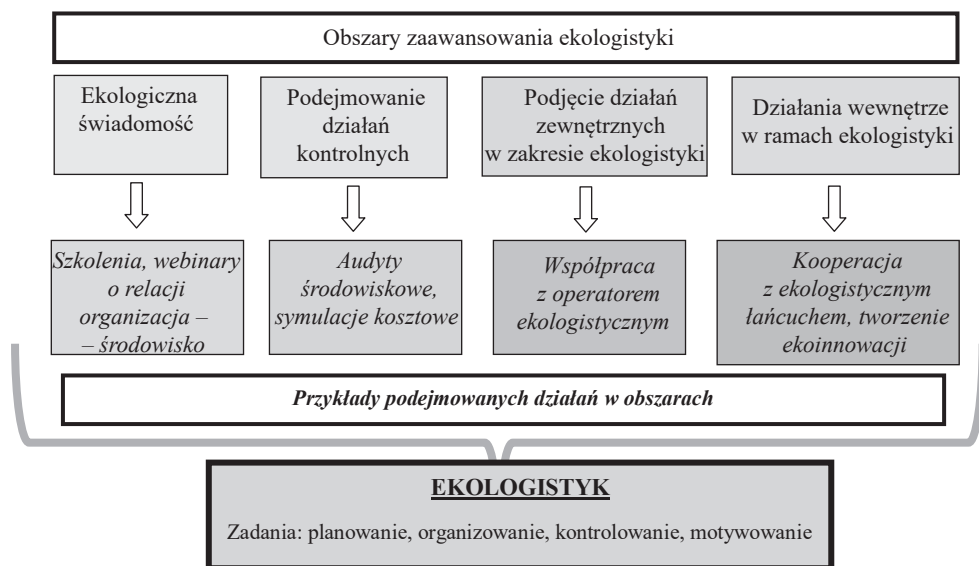 Obszary zaawansowania ekologistyki
Ekologiczna
świadomość
Podejmowanie
działań
kontrolnych
Podjęcie działań
zewnętrznych
w zakresie ekologistyki
Działania wewnętrze
w ramach ekologistyki
Szkolenia, webinary
o relacji
organizacja –
– środowisko
Audyty
środowiskowe,
symulacje kosztowe
Współpraca
z operatorem
ekologistycznym
Kooperacja
z ekologistycznym
łańcuchem, tworzenie
ekoinnowacji
Przykłady podejmowanych działań w obszarach
EKOLOGISTYK
Zadania: planowanie, organizowanie, kontrolowanie, motywowanie